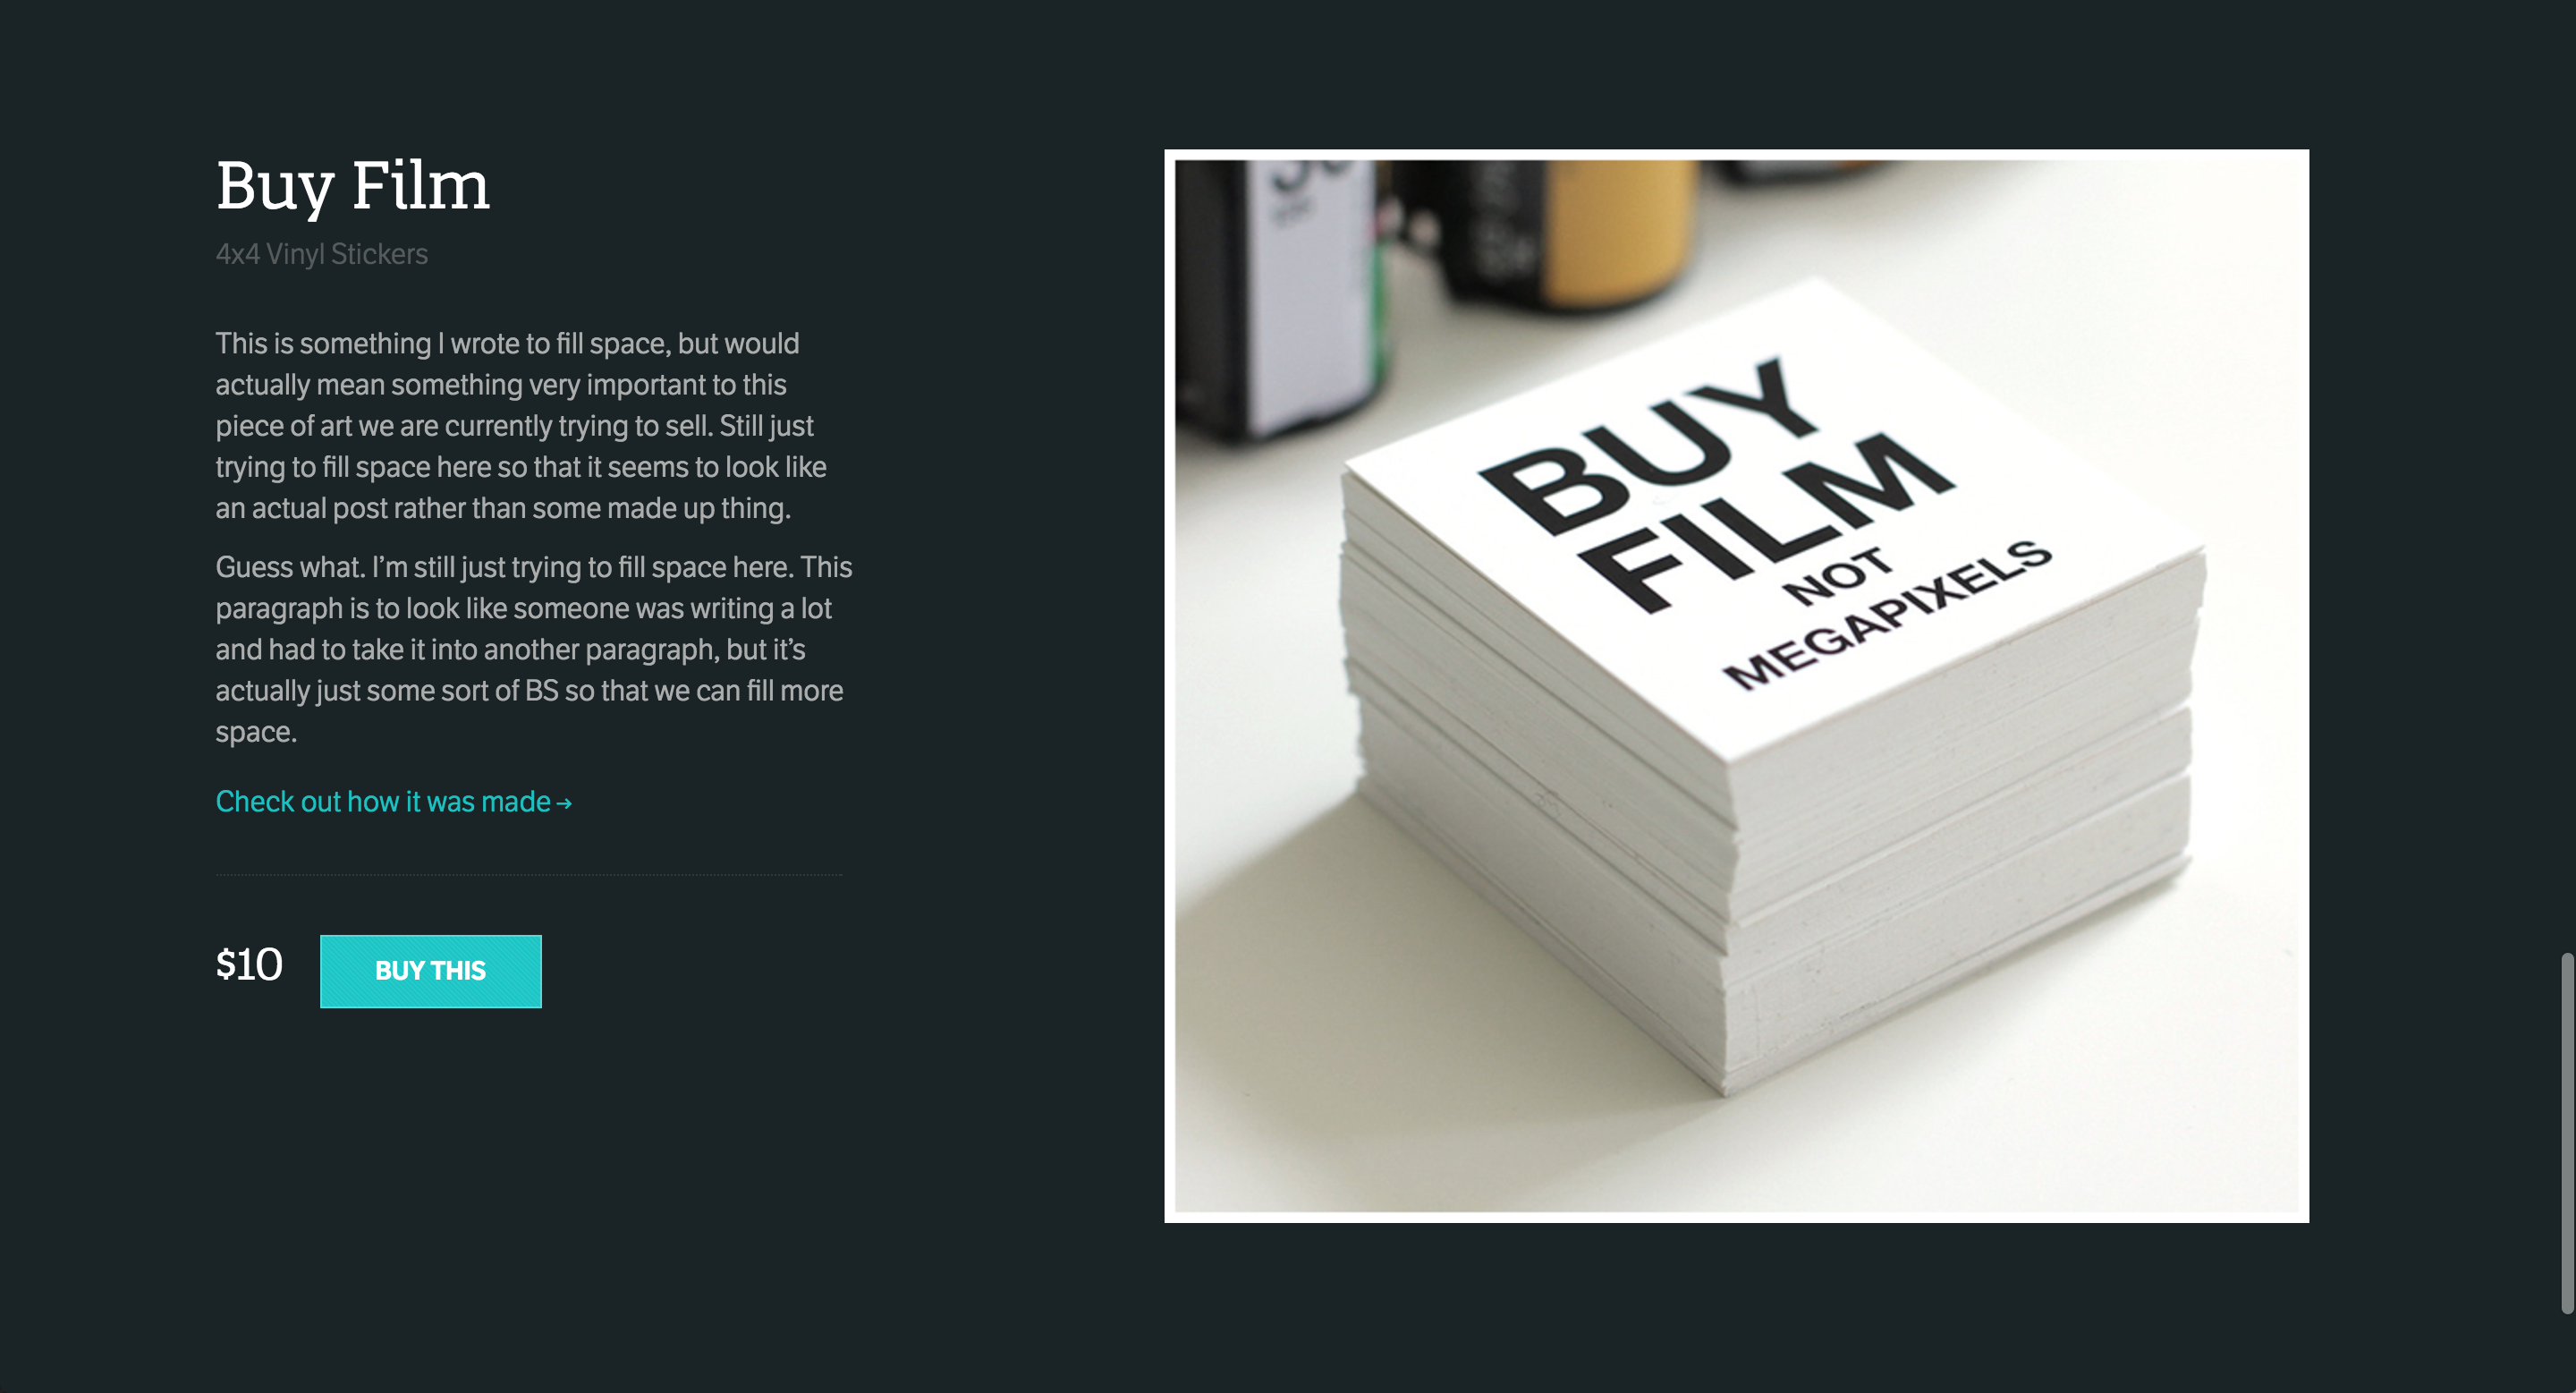 Buy Film
4x4 Vinyl Stickers
This is something I wrote to fill space, but would
actually mean something very important to this
piece of art we are currently trying to sell. Still just
trying to fill space here so that it seems to look like
an actual post rather than some made up thing.
Guess what. I’m still just trying to fill space here. This
paragraph is to look like someone was writing a lot
and had to take it into another paragraph, but it’s
actually just some sort of BS so that we can fill more
space.
Check out how it was made →
$10
BUY THIS
BUY
FILM
NOT
MEGAPIXELS